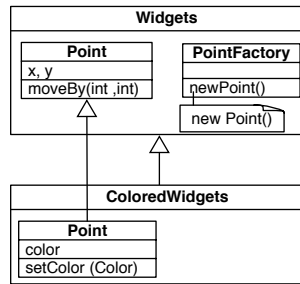 Widgets
Point
x, y
moveBy(int ,int)
PointFactory
newPoint()
new Point()
ColoredWidgets
Point
color
setColor (Color)